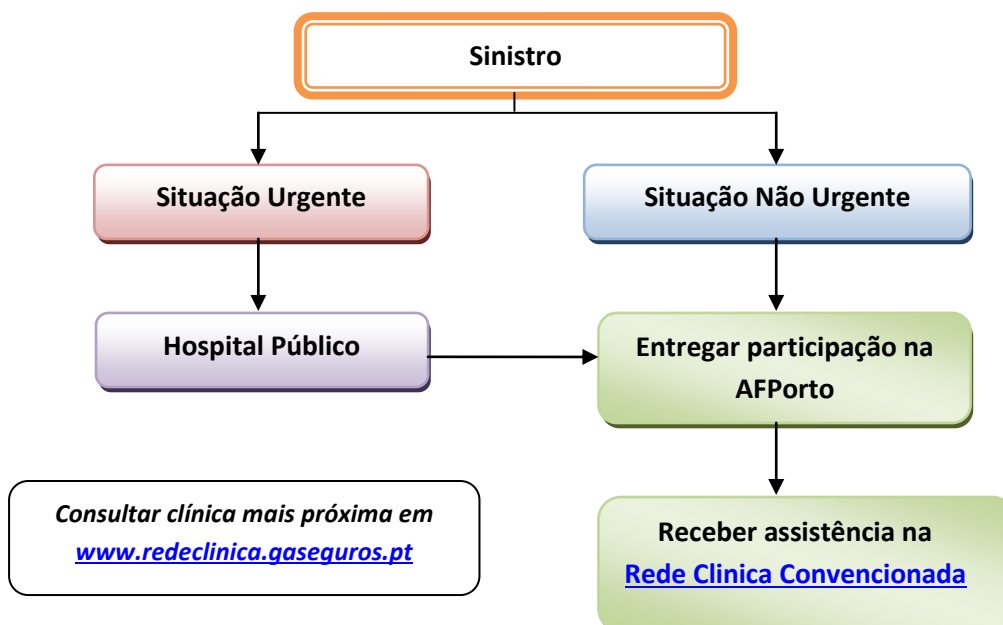 Sinistro
Situação Urgente
Situação Não Urgente
Hospital Público
Entregar participação na
AFPorto
Consultar clínica mais próxima em
www.redeclinica.gaseguros.pt
Receber assistência na
Rede Clinica Convencionada